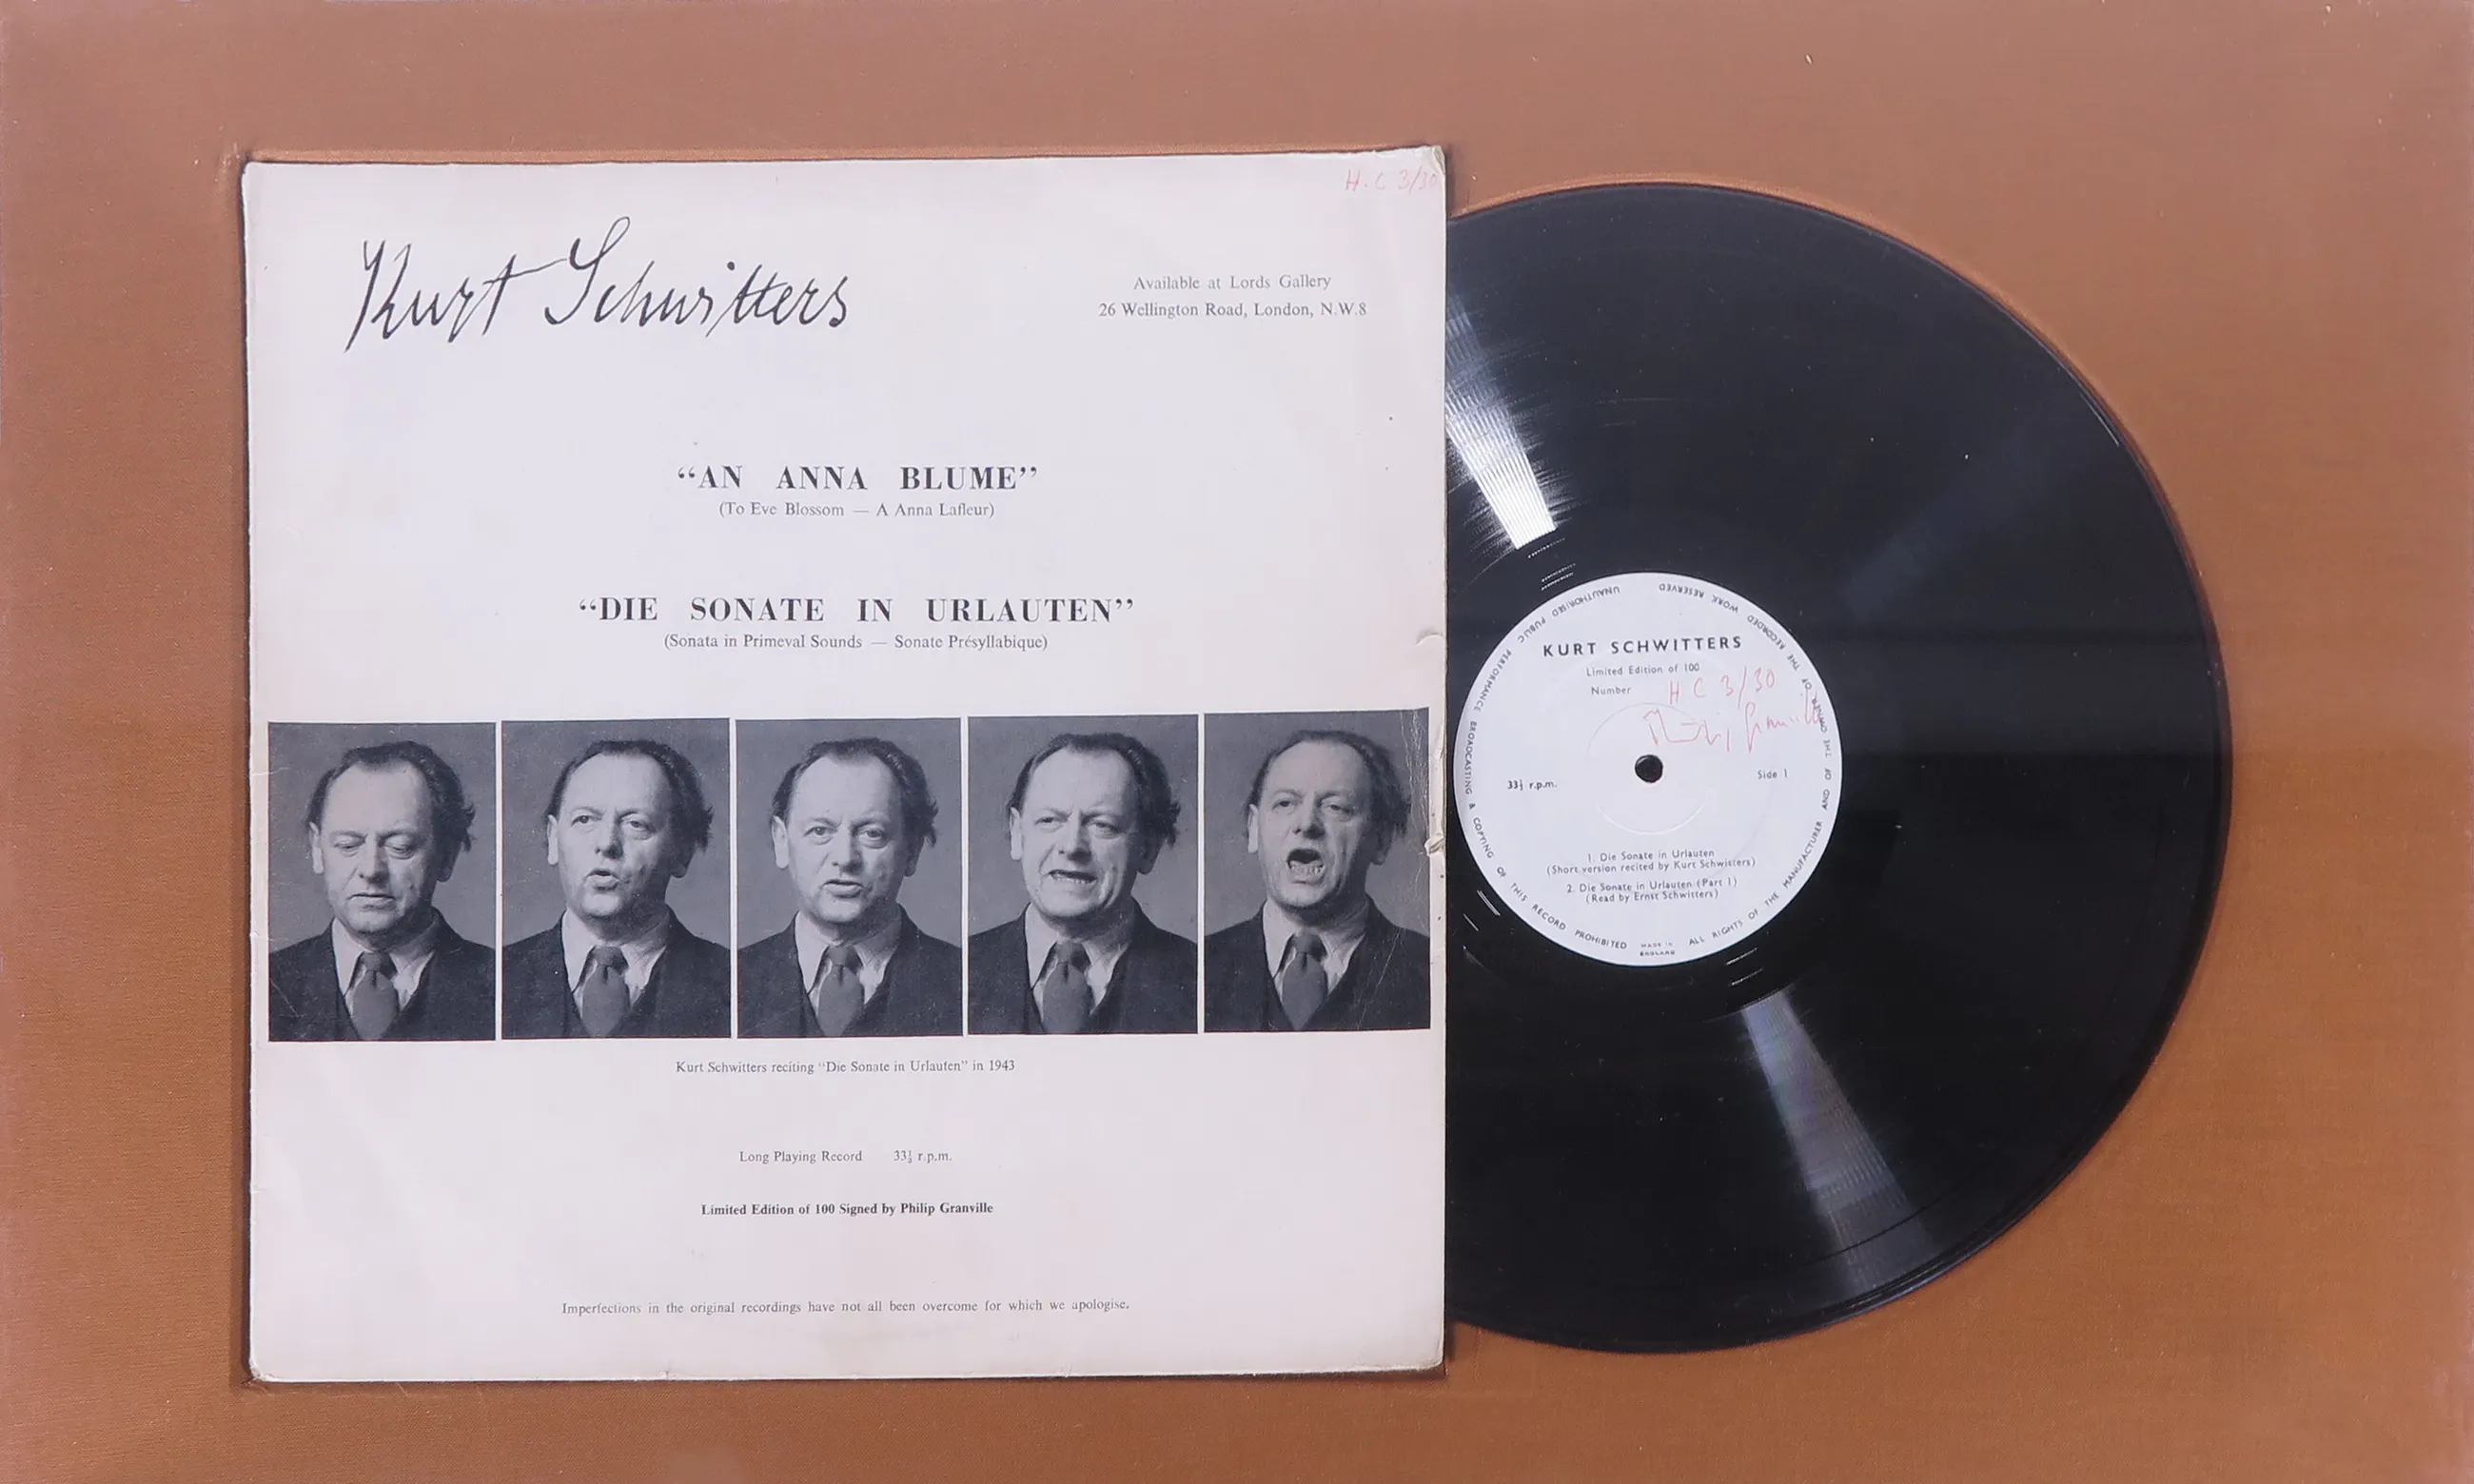 H.C 3/30
Kurt Schwitters
Available at Lords Gallery
26 Wellington Road, London, N.W.8
“AN ANNA BLUME”
(To Eve Blossom — A Anna Lafleur)
“DIE SONATE IN URLAUTEN”
(Sonata in Primeval Sounds — Sonate Présyllabique)
Kurt Schwitters reciting “Die Sonate in Urlauten” in 1943
Long Playing Record 33⅓ r.p.m.
Limited Edition of 100 Signed by Philip Granville
Imperfections in the original recordings have not all been overcome for which we apologise.
KURT SCHWITTERS
Limited Edition of 100
Number H C 3/30
Philip Granville
33⅓ r.p.m.
Side 1
1. Die Sonate in Urlauten
(Short version recited by Kurt Schwitters)
2. Die Sonate in Urlauten (Part 1)
(Read by Ernst Schwitters)
MADE IN
ENGLAND
ALL RIGHTS OF THE MANUFACTURER AND OF THE OWNER OF THE RECORDED WORK RESERVED
UNAUTHORISED PUBLIC PERFORMANCE BROADCASTING & COPYING OF THIS RECORD PROHIBITED